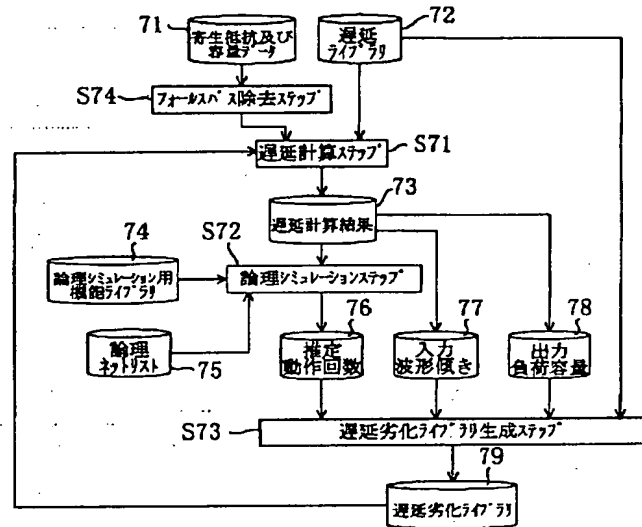 71
72
寄生抵抗及び
容量データ
遅延
ライブラリ
S74
フォールスパス除去ステップ
遅延計算ステップ
S71
73
遅延計算結果
74
S72
論理シミュレーション用
機能ライブラリ
論理シミュレーションステップ
76
77
78
論理
ネットリスト
75
推定
動作回数
入力
波形傾き
出力
負荷容量
S73
遅延劣化ライブラリ生成ステップ
79
遅延劣化ライブラリ